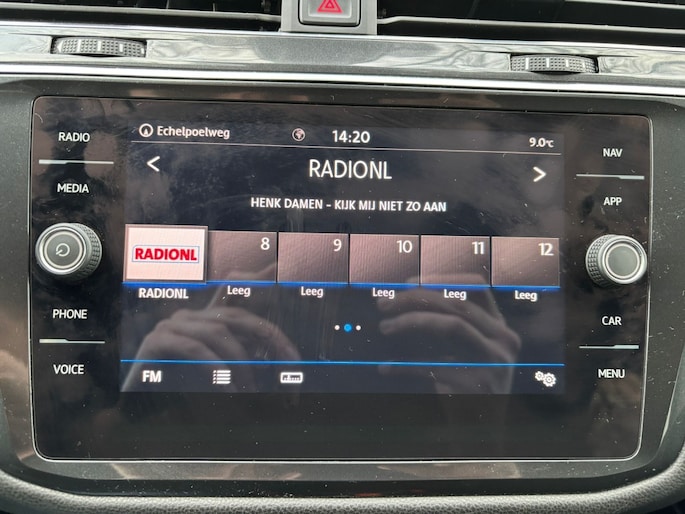 RADIO
MEDIA
PHONE
VOICE
Echelpoelweg
14:20
9.0°C
RADIONL
HENK DAMEN - KIJK MIJ NIET ZO AAN
RADIONL
8
9
10
11
12
RADIONL
Leeg
Leeg
Leeg
Leeg
Leeg
FM
NAV
APP
CAR
MENU